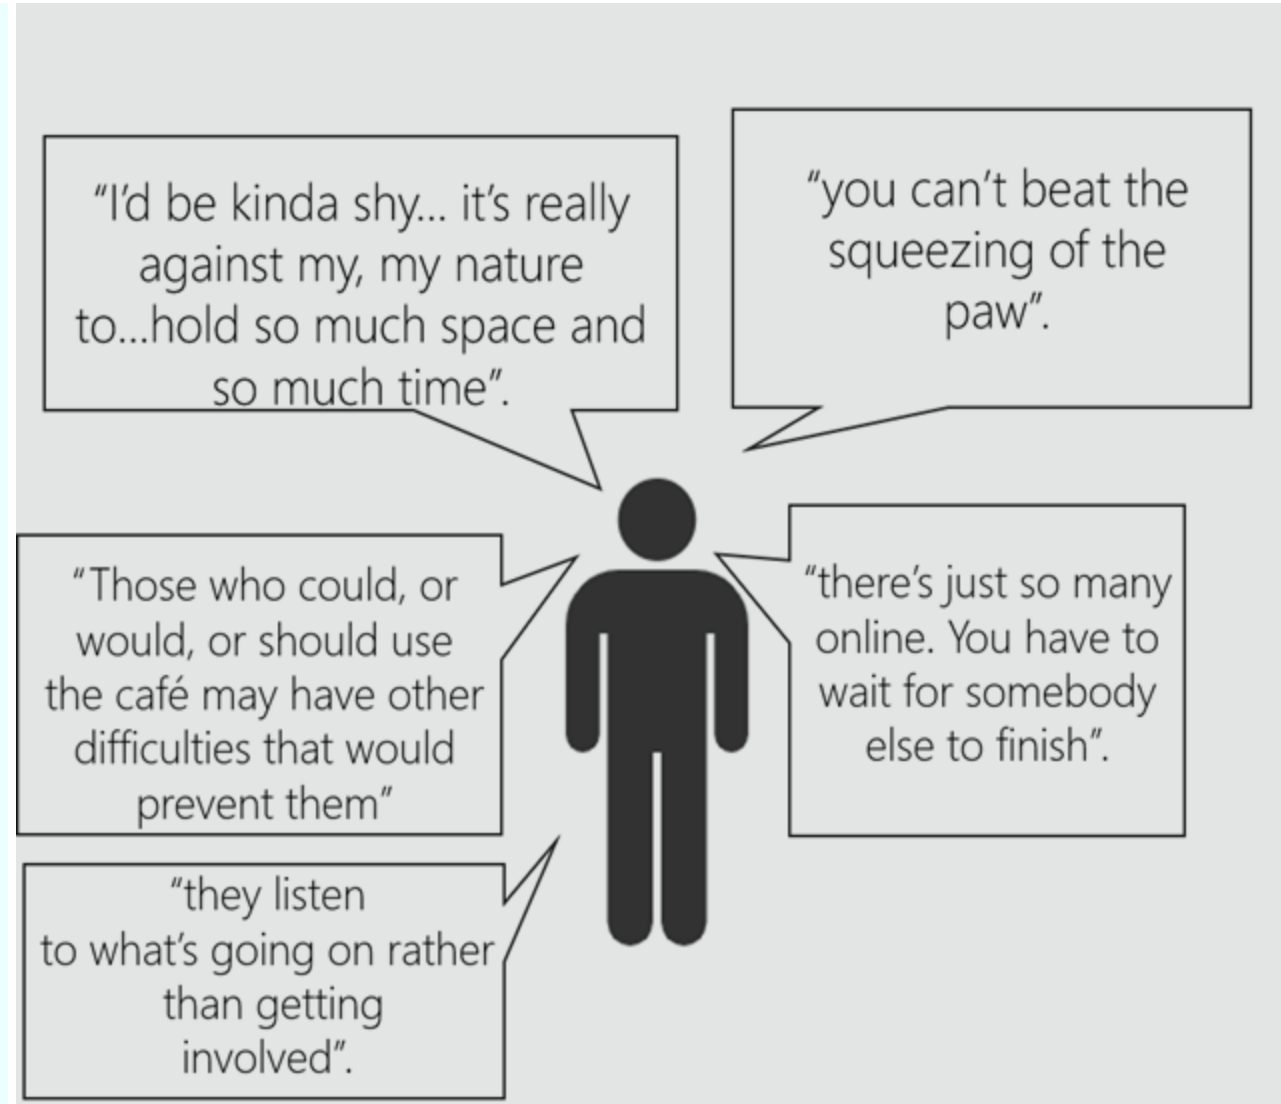 “I’d be kinda shy... it’s really
against my, my nature
to...hold so much space and
so much time”.
“you can’t beat the
squeezing of the
paw”.
“Those who could, or
would, or should use
the café may have other
difficulties that would
prevent them”
“there’s just so many
online. You have to
wait for somebody
else to finish”.
“they listen
to what’s going on rather
than getting
involved”.